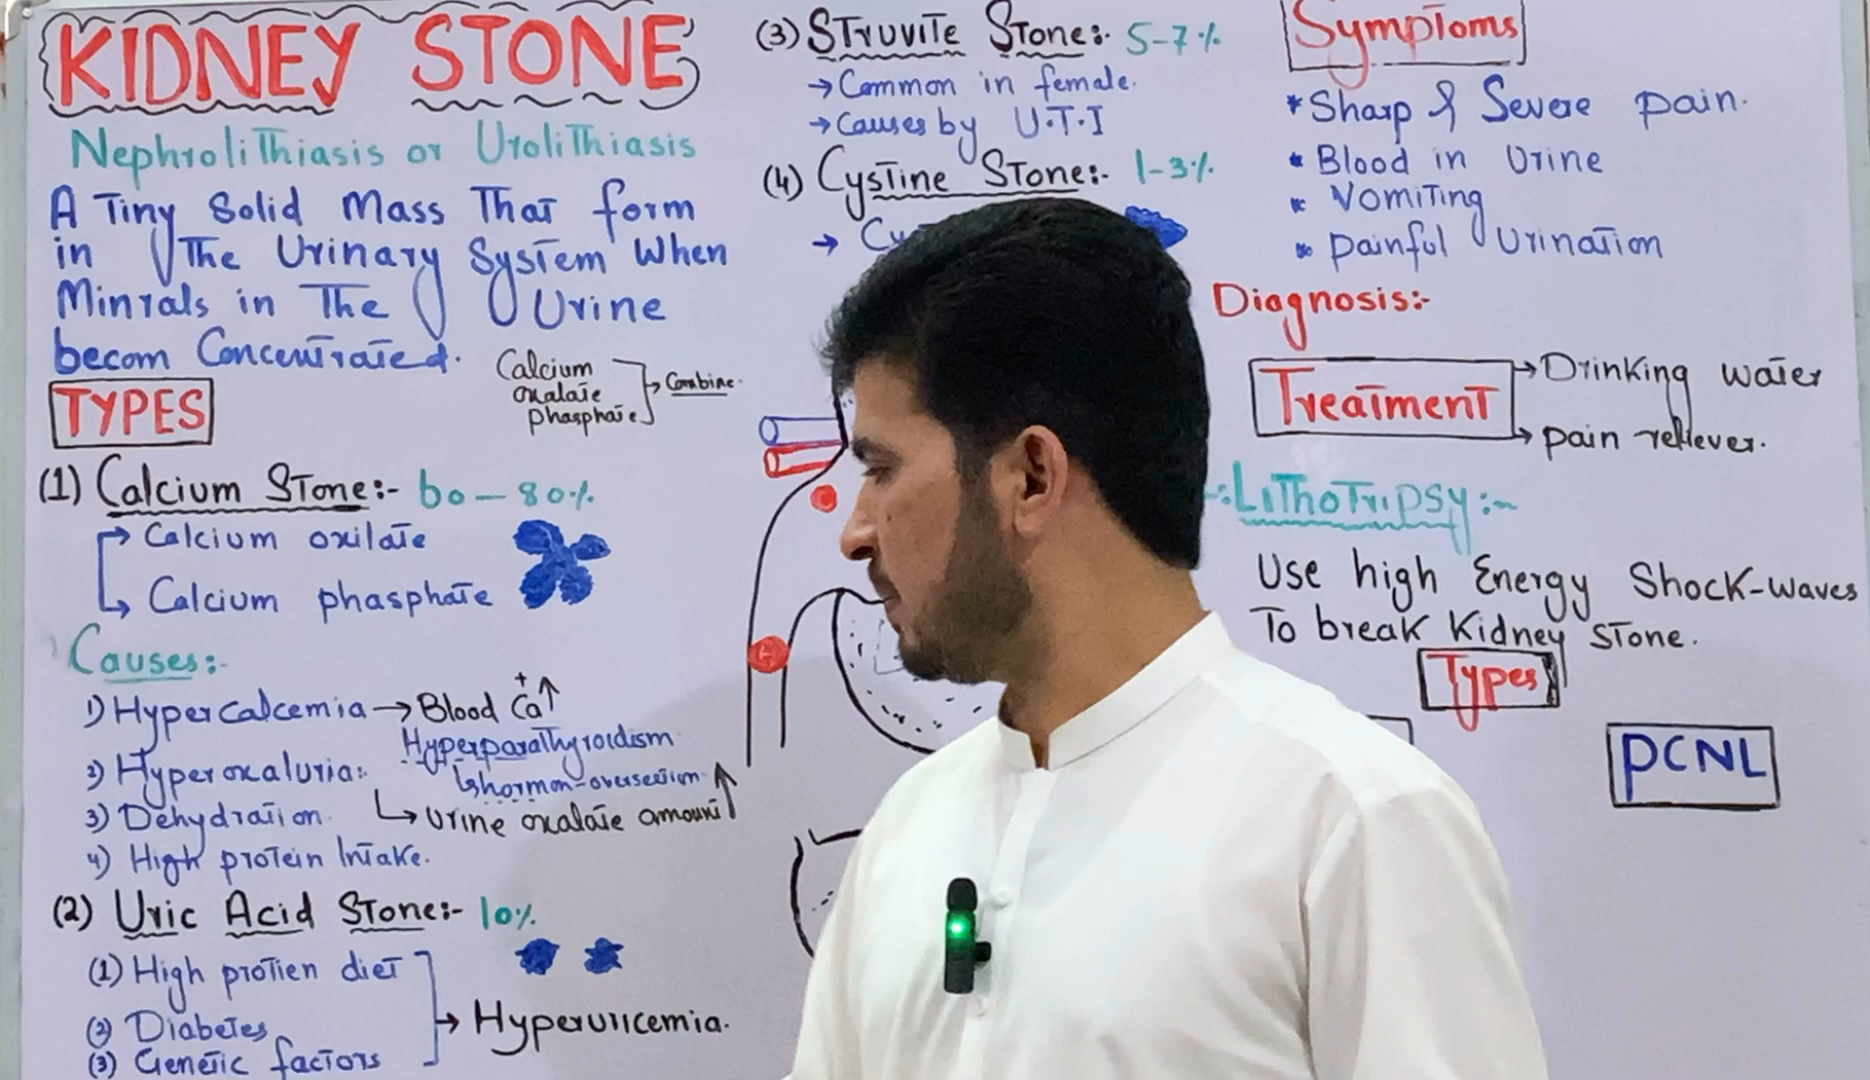 KIDNEY STONE
Nephrolithiasis or Urolithiasis
A Tiny Solid Mass That form
in The Urinary System When
Minrals in The Urine
becom Concentrated.
Calcium
oxalate
phasphate
Combine.
TYPES
(1) Calcium Stone:- 60-80%
Calcium oxilate
Calcium phasphate
Causes:-
1) Hypercalcemia → Blood Ca+ ↑
Hyperparathyroidism
2) Hyperoxaluria:
↳ urine oxalate amount ↑
3) Dehydration.
4) High protein Intake.
(2) Uric Acid Stone:- 10%
(1) High protien diet
(2) Diabetes
(3) Genetic factors
→ Hyperuricemia.
(3) Struvite Stone:- 5-7%
→ Common in female.
→ Causes by U.T.I
(4) Cystine Stone:- 1-3%
→ Cy
Symptoms
* Sharp & Severe pain.
* Blood in Urine
* Vomiting
* painful Urination
Diagnosis:-
Treatment
→ Drinking water
→ pain reliever.
-:Lithotripsy:-
Use high Energy Shock-waves
To break Kidney stone.
Types
PCNL